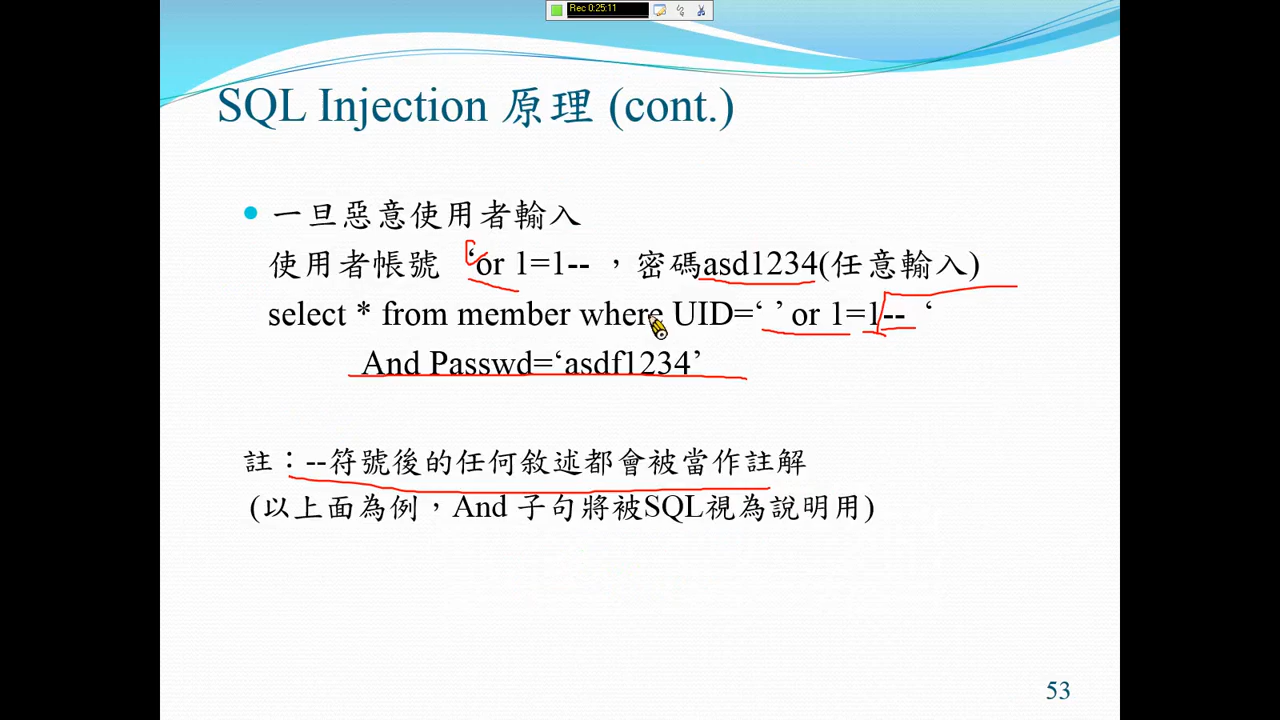 Rec 0:25:11
SQL Injection 原理 (cont.)
一旦惡意使用者輸入
使用者帳號 ‘or 1=1-- ，密碼asd1234(任意輸入)
select * from member where UID=‘ ’ or 1=1-- ‘
And Passwd=‘asdf1234’
註：--符號後的任何敘述都會被當作註解
(以上面為例，And 子句將被SQL視為說明用)
53